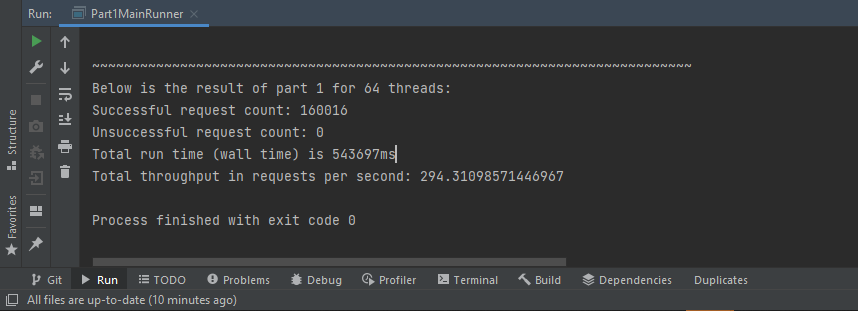 Run: Part1MainRunner
~~~~~~~~~~~~~~~~~~~~~~~~~~~~~~~~~~~~~~~~~~~~~~~~~~~~~~~~~~~~~~~~~~~~~~~~~~~
Below is the result of part 1 for 64 threads:
Successful request count: 160016
Unsuccessful request count: 0
Total run time (wall time) is 543697ms
Total throughput in requests per second: 294.31098571446967
Process finished with exit code 0
Structure
Favorites
Git Run TODO Problems Debug Profiler Terminal Build Dependencies Duplicates
All files are up-to-date (10 minutes ago)